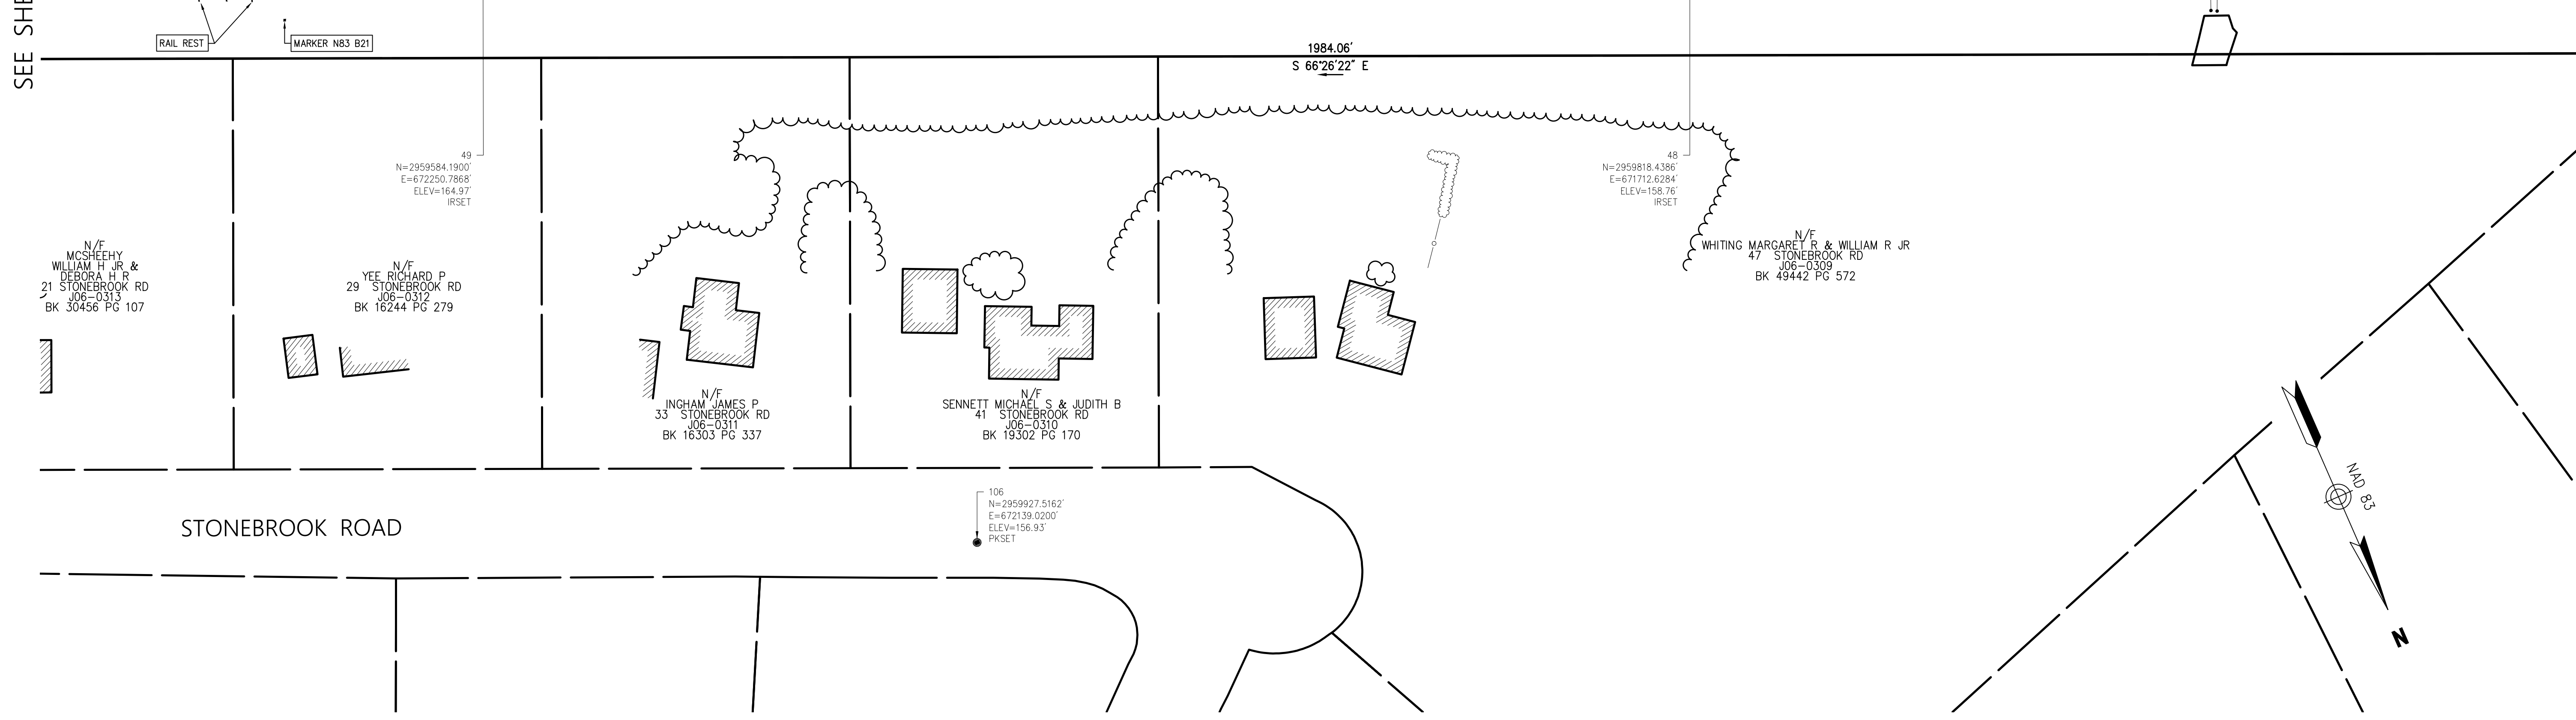 SEE SHE
RAIL REST
MARKER N83 B21
1984.06'
S 66°26'22" E
49
N=2959584.1900'
E=672250.7868'
ELEV=164.97'
IRSET
48
N=2959818.4386'
E=671712.6284'
ELEV=158.76'
IRSET
N/F
MCSHEEHY
WILLIAM H JR &
DEBORA H R
21 STONEBROOK RD
J06-0313
BK 30456 PG 107
N/F
YEE RICHARD P
29 STONEBROOK RD
J06-0312
BK 16244 PG 279
N/F
INGHAM JAMES P
33 STONEBROOK RD
J06-0311
BK 16303 PG 337
N/F
SENNETT MICHAEL S & JUDITH B
41 STONEBROOK RD
J06-0310
BK 19302 PG 170
N/F
WHITING MARGARET R & WILLIAM R JR
47 STONEBROOK RD
J06-0309
BK 49442 PG 572
106
N=2959927.5162'
E=672139.0200'
ELEV=156.93'
PKSET
STONEBROOK ROAD
NAD 83
N